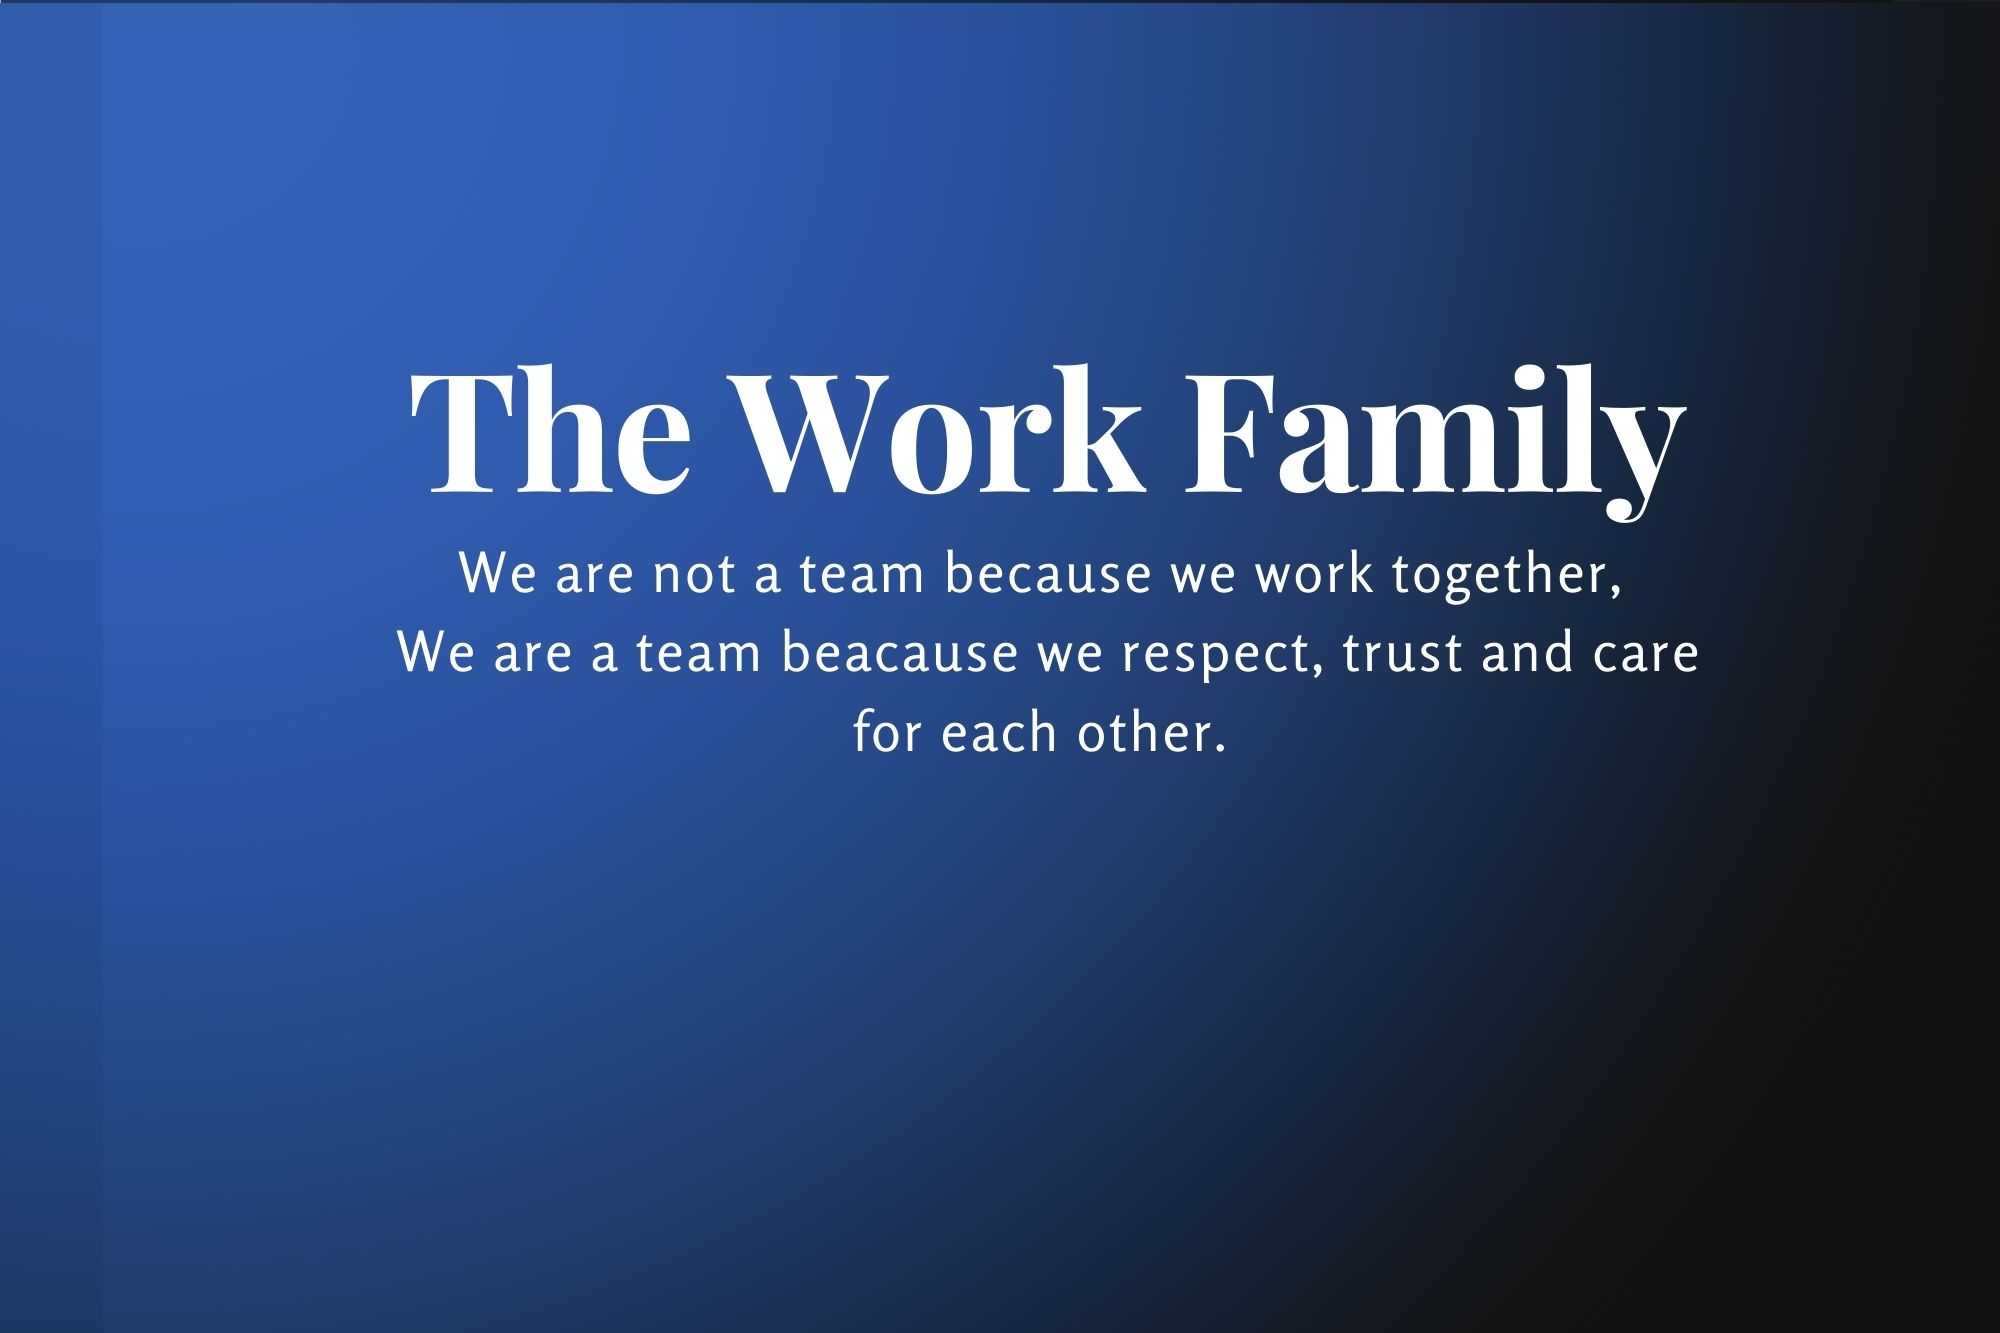 The Work Family
We are not a team because we work together,
We are a team beacause we respect, trust and care
for each other.